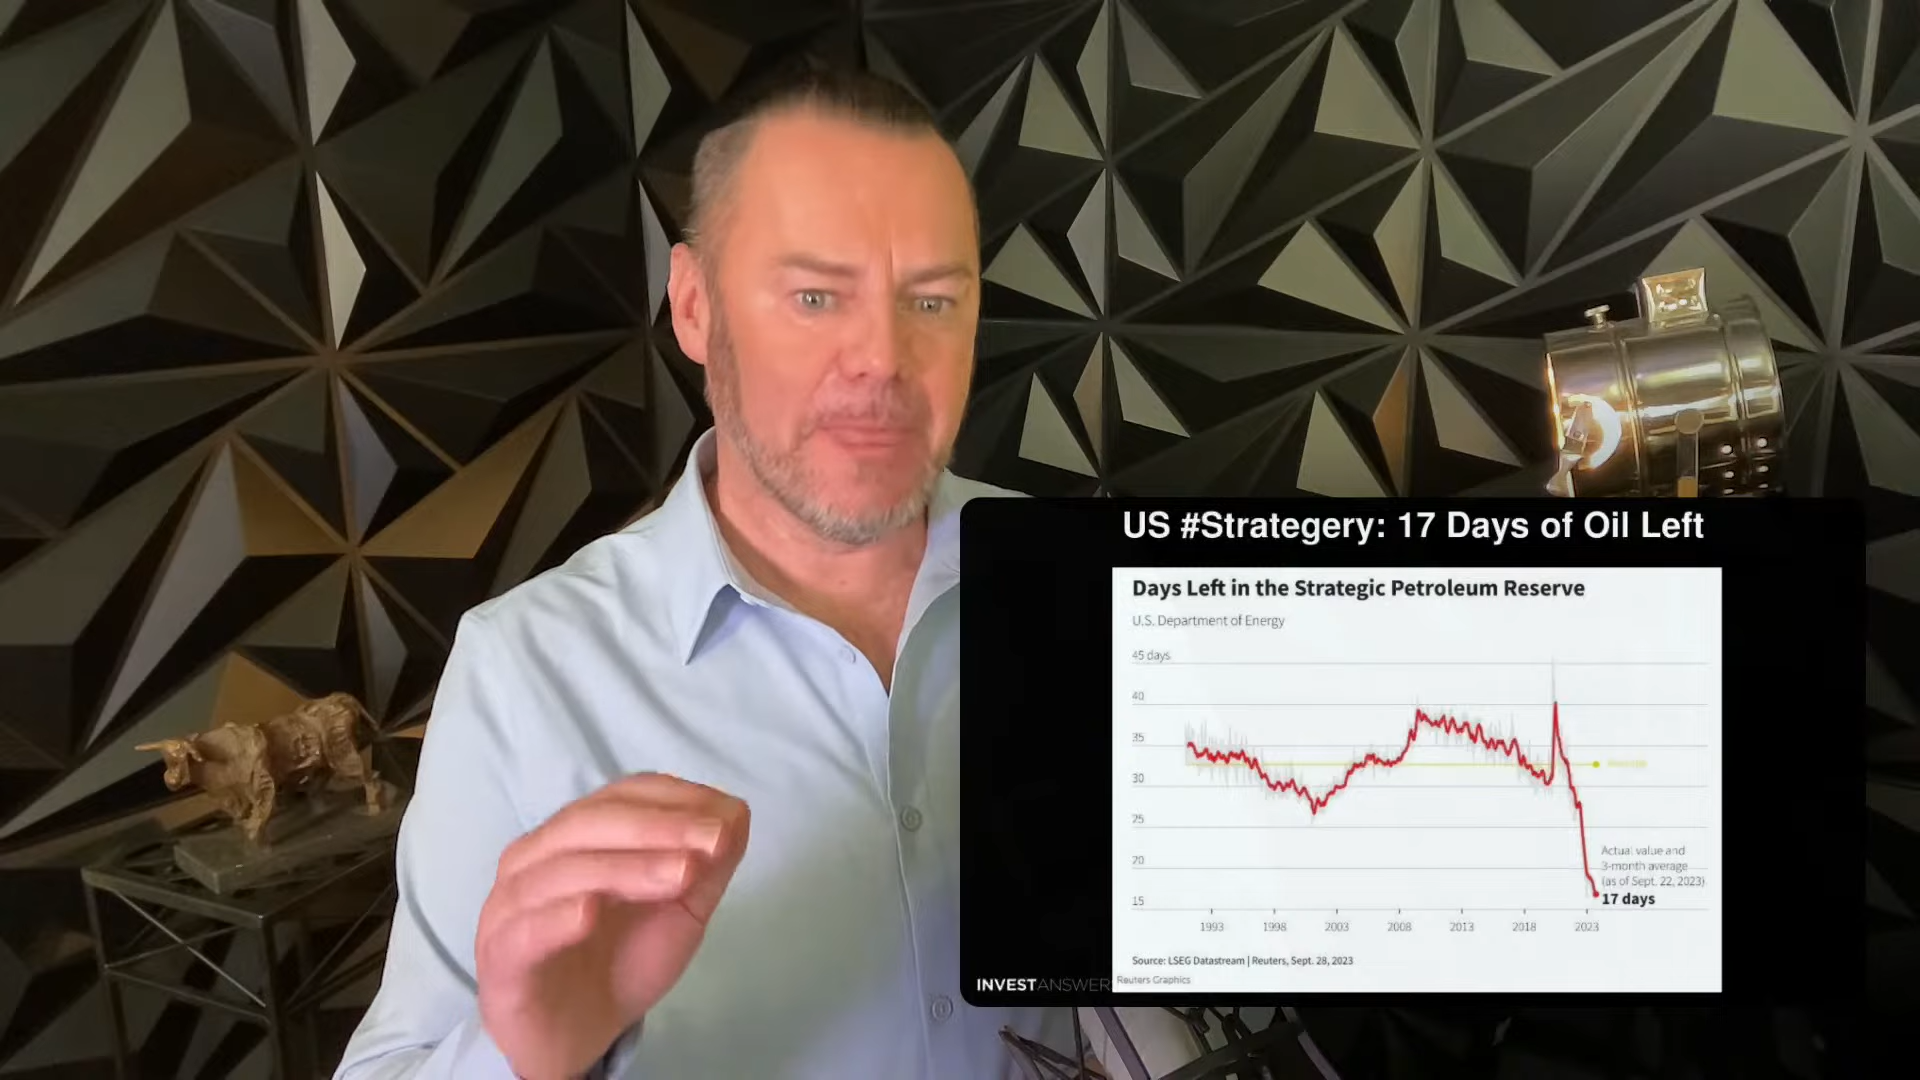 US #Strategery: 17 Days of Oil Left
Days Left in the Strategic Petroleum Reserve
U.S. Department of Energy
45 days
40
35
30
25
20
15
Actual value and
3-month average
(as of Sept. 22, 2023)
17 days
1993 1998 2003 2008 2013 2018 2023
Source: LSEG Datastream | Reuters, Sept. 28, 2023
Reuters Graphics
INVESTANSWER